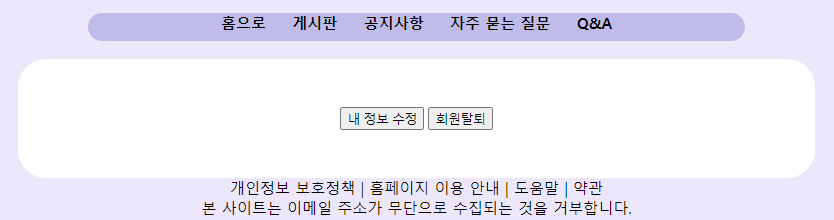 홈으로 게시판 공지사항 자주 묻는 질문 Q&A
내 정보 수정 회원탈퇴
개인정보 보호정책 | 홈페이지 이용 안내 | 도움말 | 약관
본 사이트는 이메일 주소가 무단으로 수집되는 것을 거부합니다.